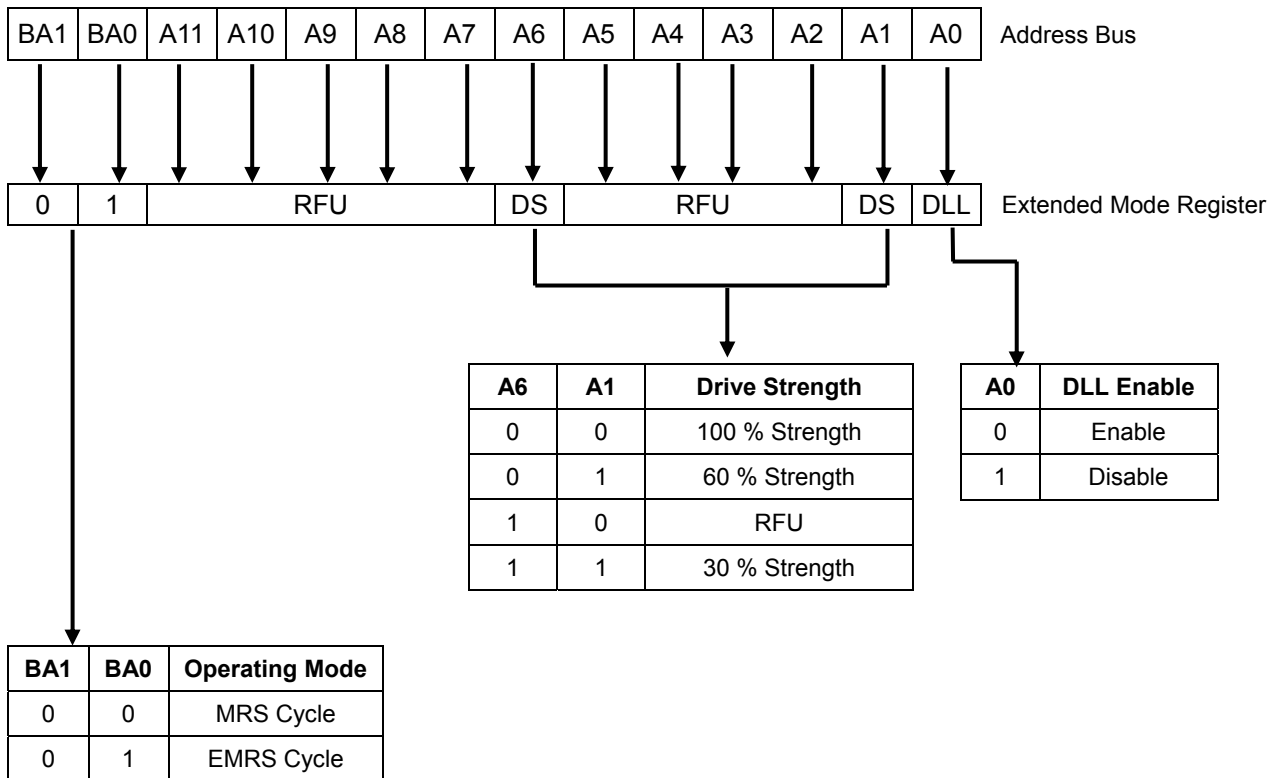 BA1 BA0 A11 A10 A9 A8 A7 A6 A5 A4 A3 A2 A1 A0 Address Bus
0 1 RFU DS RFU DS DLL Extended Mode Register
A6 A1 Drive Strength
0 0 100 % Strength
0 1 60 % Strength
1 0 RFU
1 1 30 % Strength
A0 DLL Enable
0 Enable
1 Disable
BA1 BA0 Operating Mode
0 0 MRS Cycle
0 1 EMRS Cycle